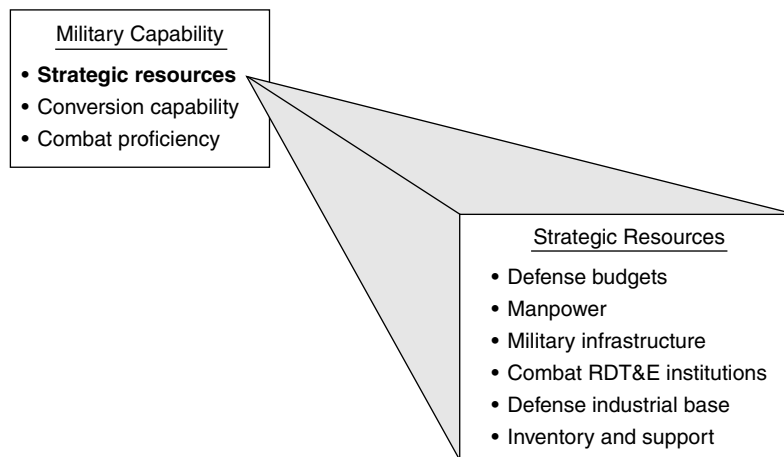 Military Capability
• Strategic resources
• Conversion capability
• Combat proficiency
Strategic Resources
• Defense budgets
• Manpower
• Military infrastructure
• Combat RDT&E institutions
• Defense industrial base
• Inventory and support